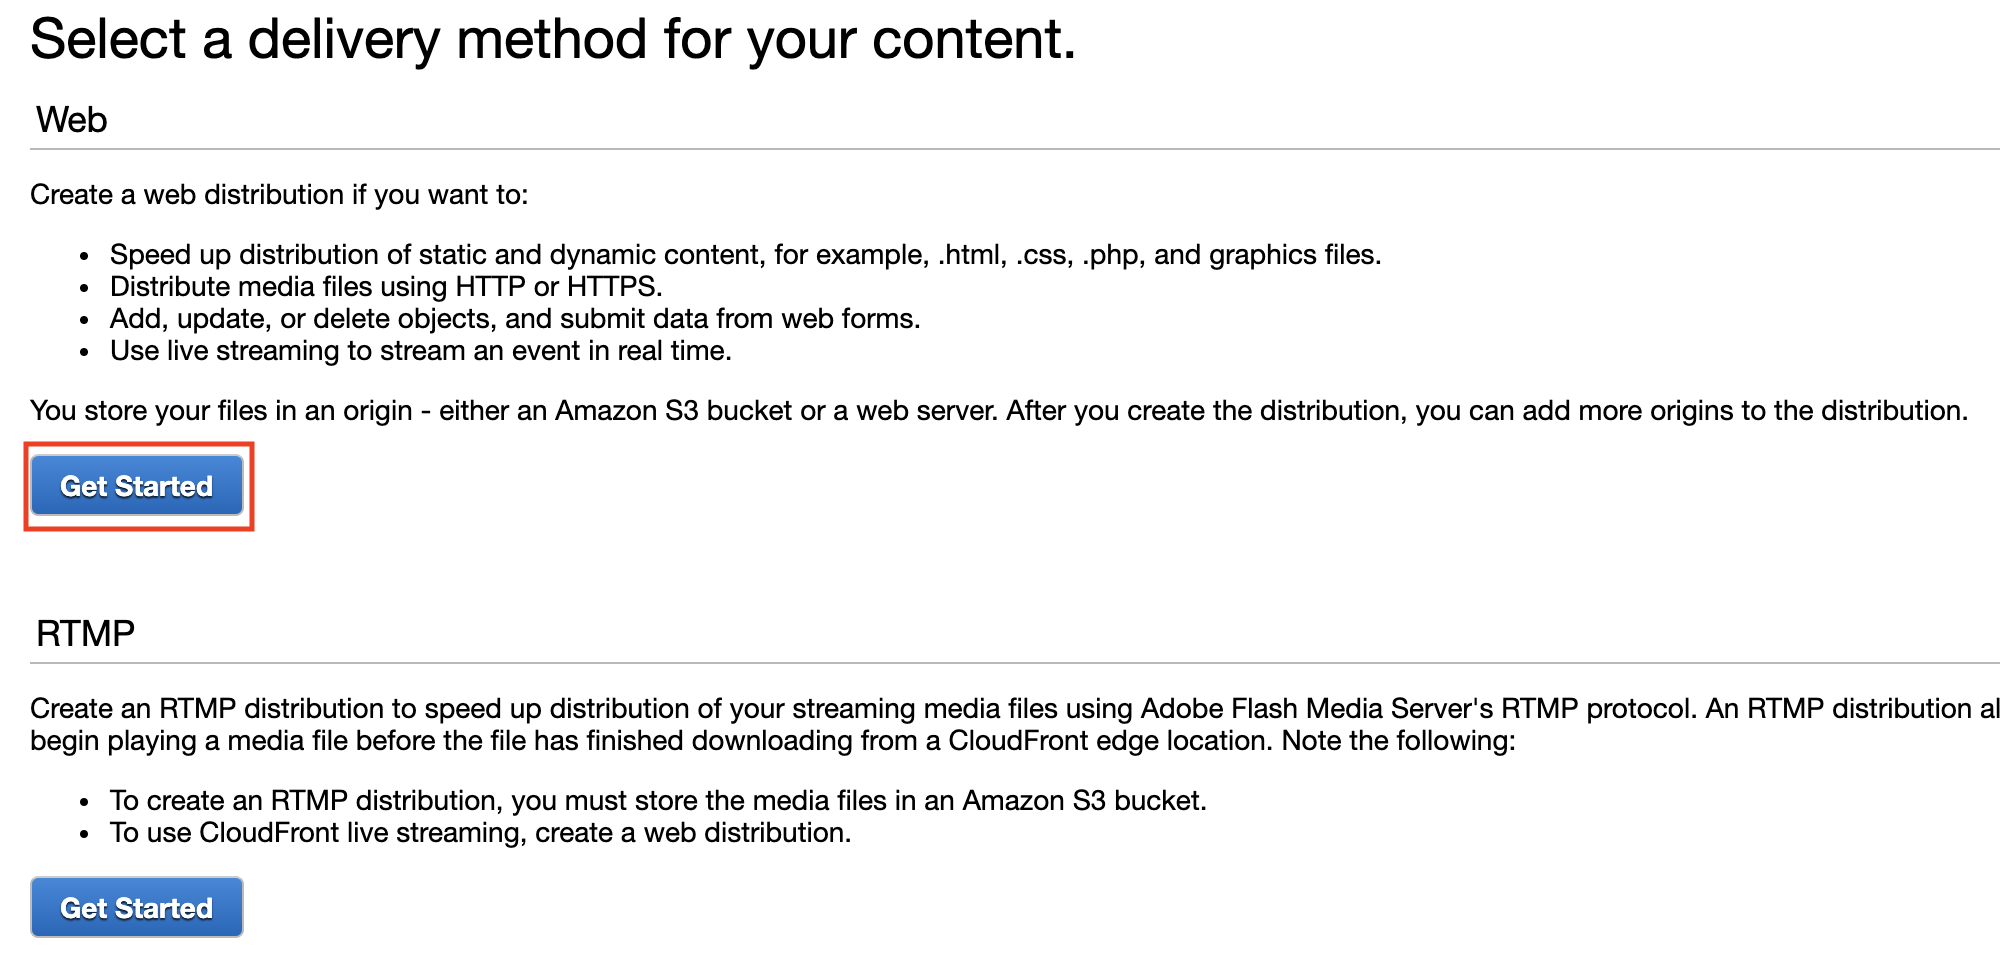 Select a delivery method for your content.
Web
Create a web distribution if you want to:
• Speed up distribution of static and dynamic content, for example, .html, .css, .php, and graphics files.
• Distribute media files using HTTP or HTTPS.
• Add, update, or delete objects, and submit data from web forms.
• Use live streaming to stream an event in real time.
You store your files in an origin - either an Amazon S3 bucket or a web server. After you create the distribution, you can add more origins to the distribution.
Get Started
RTMP
Create an RTMP distribution to speed up distribution of your streaming media files using Adobe Flash Media Server's RTMP protocol. An RTMP distribution al
begin playing a media file before the file has finished downloading from a CloudFront edge location. Note the following:
• To create an RTMP distribution, you must store the media files in an Amazon S3 bucket.
• To use CloudFront live streaming, create a web distribution.
Get Started